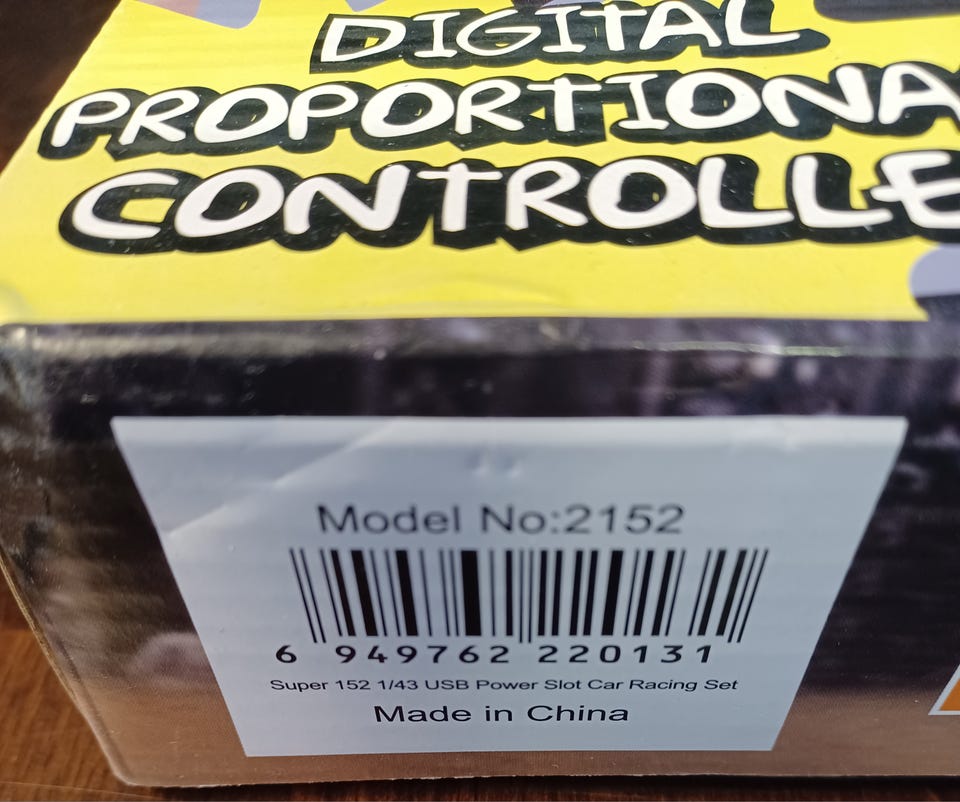 DIGITAL
PROPORTIONA
CONTROLLE
Model No:2152
6 949762 220131
Super 152 1/43 USB Power Slot Car Racing Set
Made in China